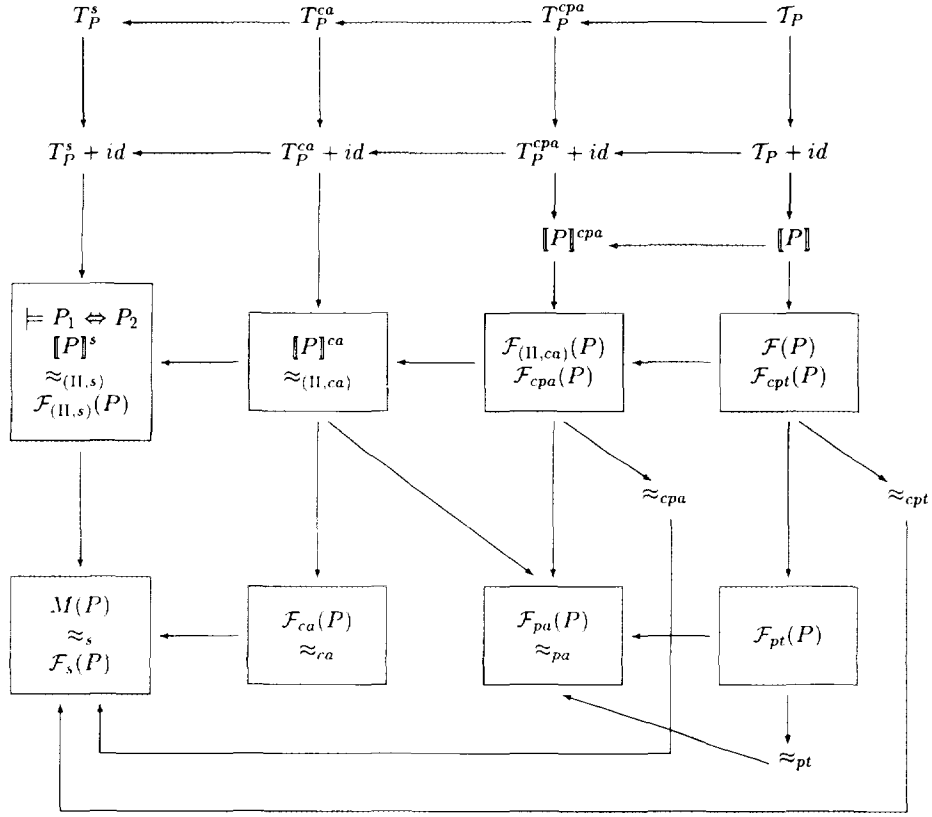 T_P^s T_P^{ca} T_P^{cpa} 𝒯_P
T_P^s + id T_P^{ca} + id T_P^{cpa} + id 𝒯_P + id
⟦P⟧^{cpa} ⟦P⟧
⊨ P_1 ⇔ P_2
⟦P⟧^s
≈_{(Π,s)}
ℱ_{(Π,s)}(P)
⟦P⟧^{ca}
≈_{(Π,ca)}
ℱ_{(Π,ca)}(P)
ℱ_{cpa}(P)
ℱ(P)
ℱ_{cpt}(P)
≈_{cpa} ≈_{cpt}
M(P)
≈_s
ℱ_s(P)
ℱ_{ca}(P)
≈_{ca}
ℱ_{pa}(P)
≈_{pa}
ℱ_{pt}(P)
≈_{pt}